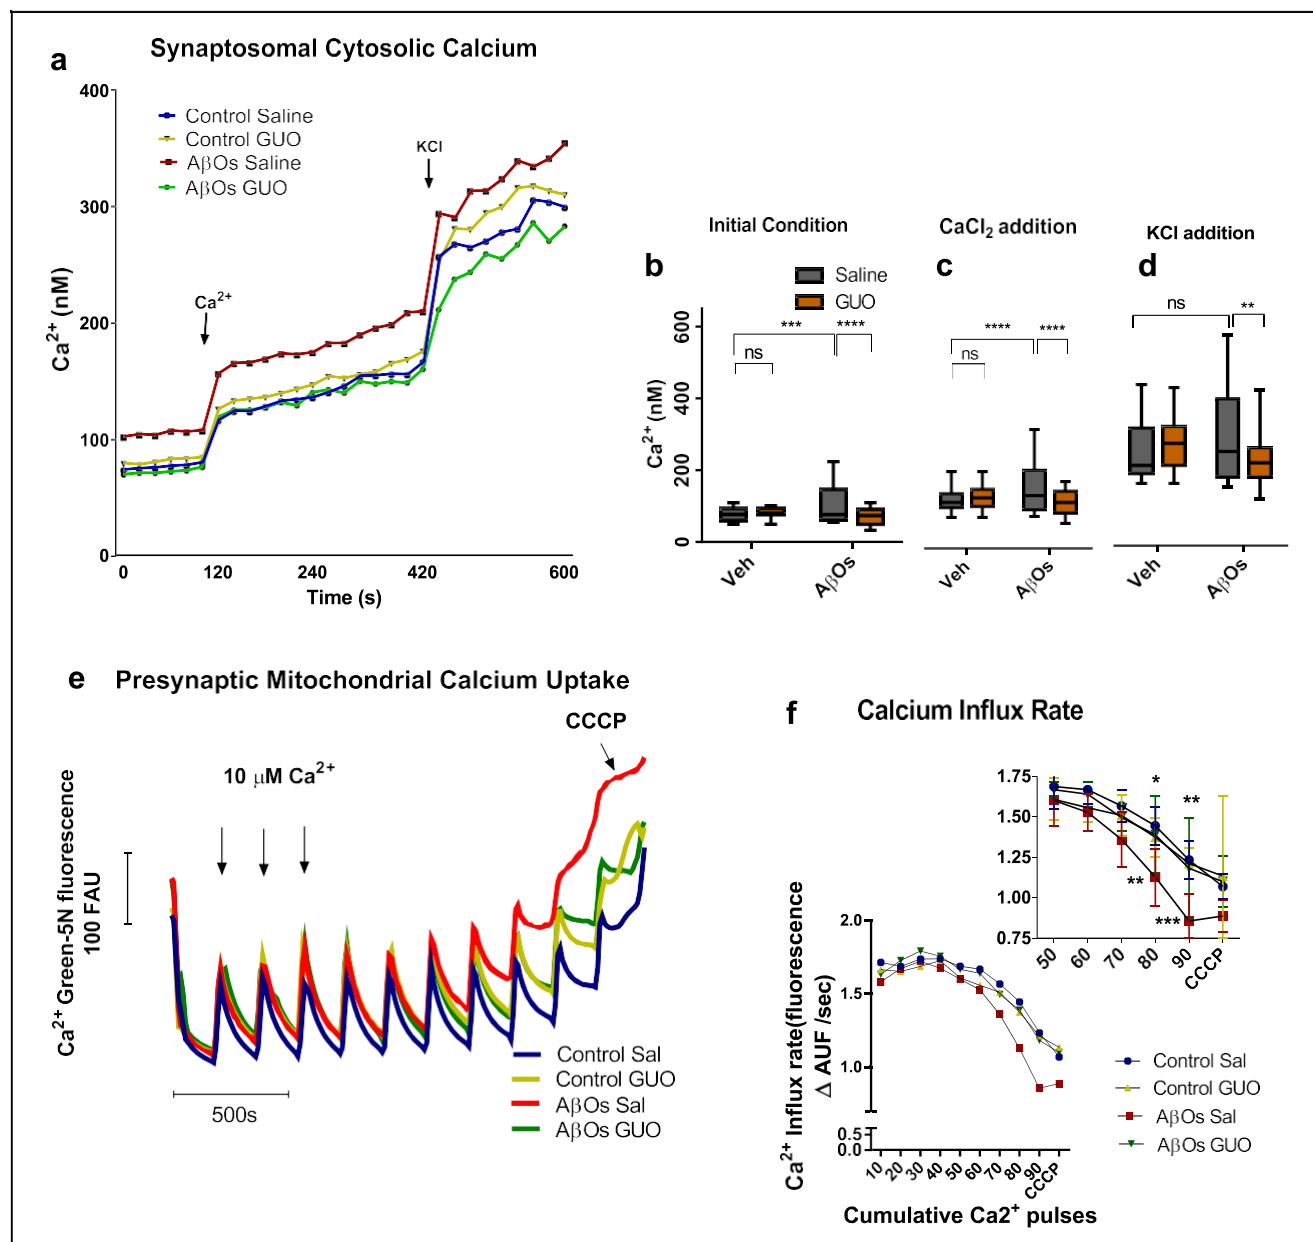 a
Synaptosomal Cytosolic Calcium
Ca²⁺ (nM)
400
300
200
100
0
Control Saline
Control GUO
AβOs Saline
AβOs GUO
Ca²⁺
KCl
0 120 240 420 600
Time (s)
Initial Condition
CaCl₂ addition
KCl addition
b
c
d
Saline
GUO
Ca²⁺ (nM)
600
400
200
0
***
****
ns
****
****
ns
ns
**
Veh
AβOs
Veh
AβOs
Veh
AβOs
e
Presynaptic Mitochondrial Calcium Uptake
CCCP
10 μM Ca²⁺
Ca²⁺ Green-5N fluorescence
100 FAU
500s
Control Sal
Control GUO
AβOs Sal
AβOs GUO
f
Calcium Influx Rate
1.75
1.50
1.25
1.00
0.75
*
**
**
***
50 60 70 80 90 CCCP
Ca²⁺ Influx rate(fluorescence
Δ AUF /sec)
2.0
1.5
1.0
0.5
0.0
10 20 30 40 50 60 70 80 90 CCCP
Cumulative Ca2⁺ pulses
Control Sal
Control GUO
AβOs Sal
AβOs GUO